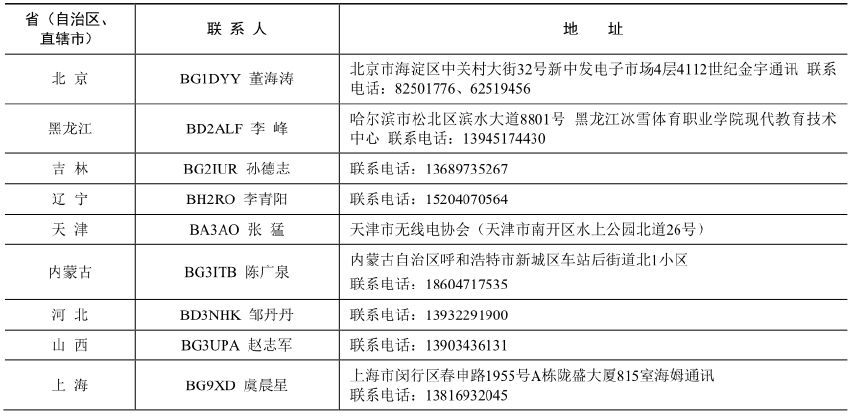 省（自治区、
直辖市）
联 系 人
地 址
北 京
BG1DYY 董海涛
北京市海淀区中关村大街32号新中发电子市场4层4112世纪金宇通讯 联系
电话：82501776、62519456
黑龙江
BD2ALF 李 峰
哈尔滨市松北区滨水大道8801号 黑龙江冰雪体育职业学院现代教育技术
中心 联系电话：13945174430
吉 林
BG2IUR 孙德志
联系电话：13689735267
辽 宁
BH2RO 李青阳
联系电话：15204070564
天 津
BA3AO 张 猛
天津市无线电协会（天津市南开区水上公园北道26号）
内蒙古
BG3ITB 陈广泉
内蒙古自治区呼和浩特市新城区车站后街道北1小区
联系电话：18604717535
河 北
BD3NHK 邹丹丹
联系电话：13932291900
山 西
BG3UPA 赵志军
联系电话：13903436131
上 海
BG9XD 虞晨星
上海市闵行区春申路1955号A栋陇盛大厦815室海姆通讯
联系电话：13816932045